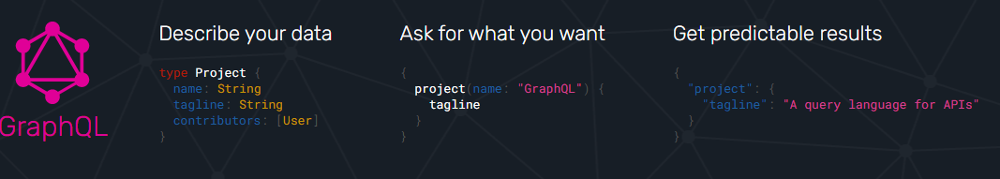 GraphQL
Describe your data
type Project {
  name: String
  tagline: String
  contributors: [User]
}
Ask for what you want
{
  project(name: "GraphQL") {
    tagline
  }
}
Get predictable results
{
  "project": {
    "tagline": "A query language for APIs"
  }
}